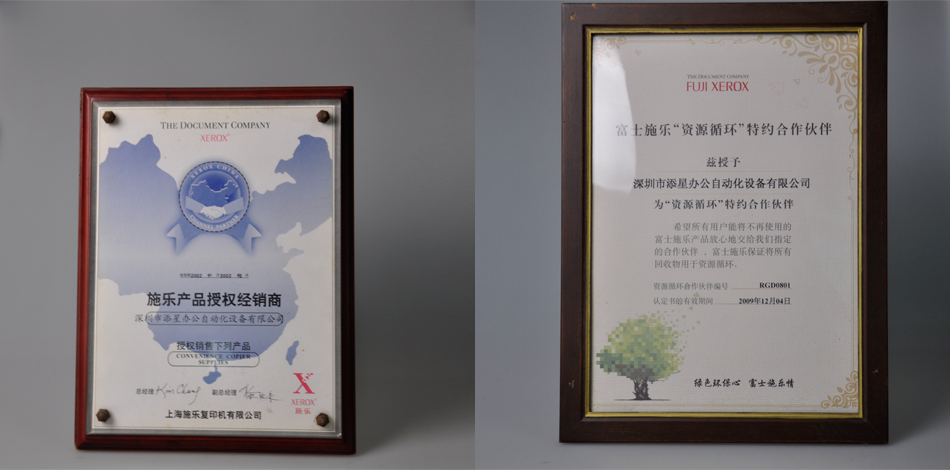 THE DOCUMENT COMPANY
XEROX
施乐产品授权经销商
深圳市添星办公自动化设备有限公司
授权销售下列产品
CONVENIENCE COPIER
SUPPLIES
总经理 副总经理
X
XEROX
施乐
上海施乐复印机有限公司
THE DOCUMENT COMPANY
FUJI XEROX
富士施乐“资源循环”特约合作伙伴
兹授予
深圳市添星办公自动化设备有限公司
为“资源循环”特约合作伙伴
希望所有用户能将不再使用的
富士施乐产品放心地交给我们指定
的合作伙伴。富士施乐保证将所有
回收物用于资源循环。
资源循环合作伙伴编号 RGD0801
认定书的有效期间 2009年12月04日
绿色环保心 富士施乐情